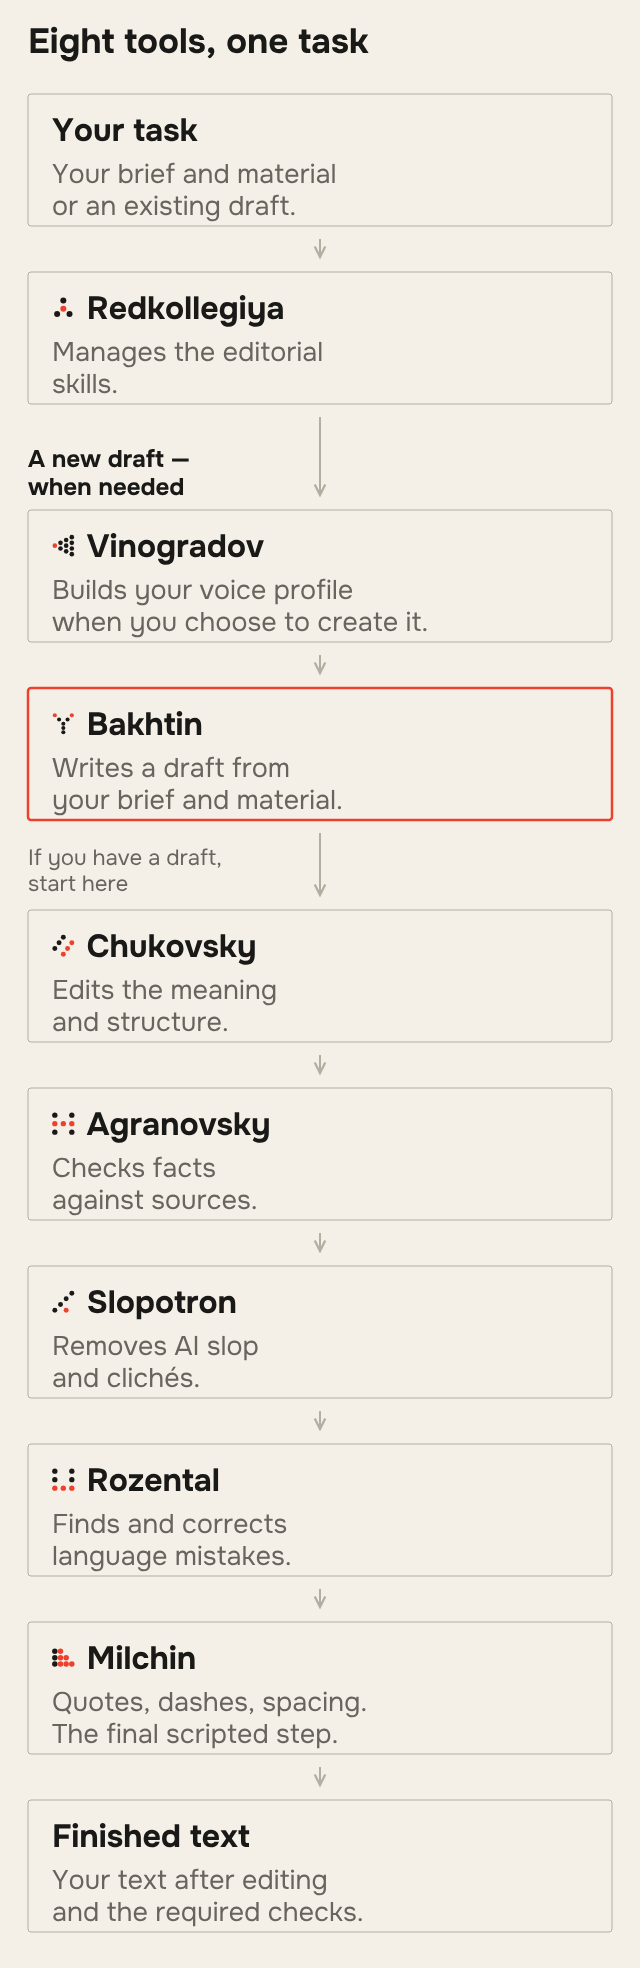 Eight tools, one task
Your task
Your brief and material
or an existing draft.
Redkollegiya
Manages the editorial
skills.
A new draft —
when needed
Vinogradov
Builds your voice profile
when you choose to create it.
Bakhtin
Writes a draft from
your brief and material.
If you have a draft,
start here
Chukovsky
Edits the meaning
and structure.
Agranovsky
Checks facts
against sources.
Slopotron
Removes AI slop
and clichés.
Rozental
Finds and corrects
language mistakes.
Milchin
Quotes, dashes, spacing.
The final scripted step.
Finished text
Your text after editing
and the required checks.